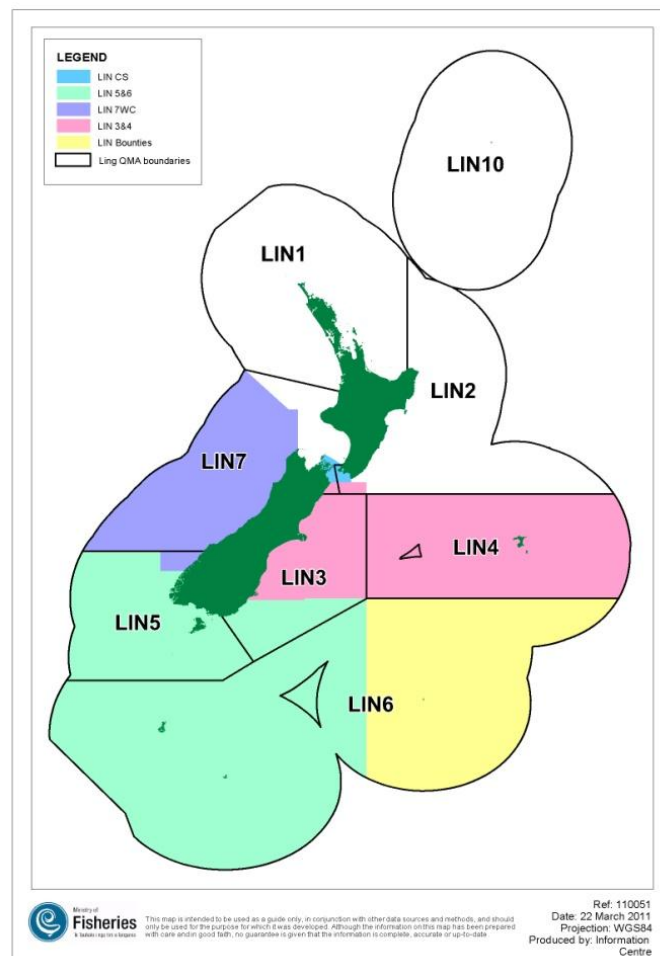 LEGEND
LIN CS
LIN 5&6
LIN 7WC
LIN 3&4
LIN Bounties
Ling QMA boundaries
LIN10
LIN1
LIN2
LIN7
LIN4
LIN3
LIN5
LIN6
Ministry of
Fisheries
This map is intended to be used as a guide only, in conjunction with other data sources and methods, and should
only be used for the purpose for which it was developed. Although the information on this map has been prepared
with care and in good faith, no guarantee is given that the information is complete, accurate or up-to-date
Ref: 110051
Date: 22 March 2011
Projection: WGS84
Produced by: Information
Centre